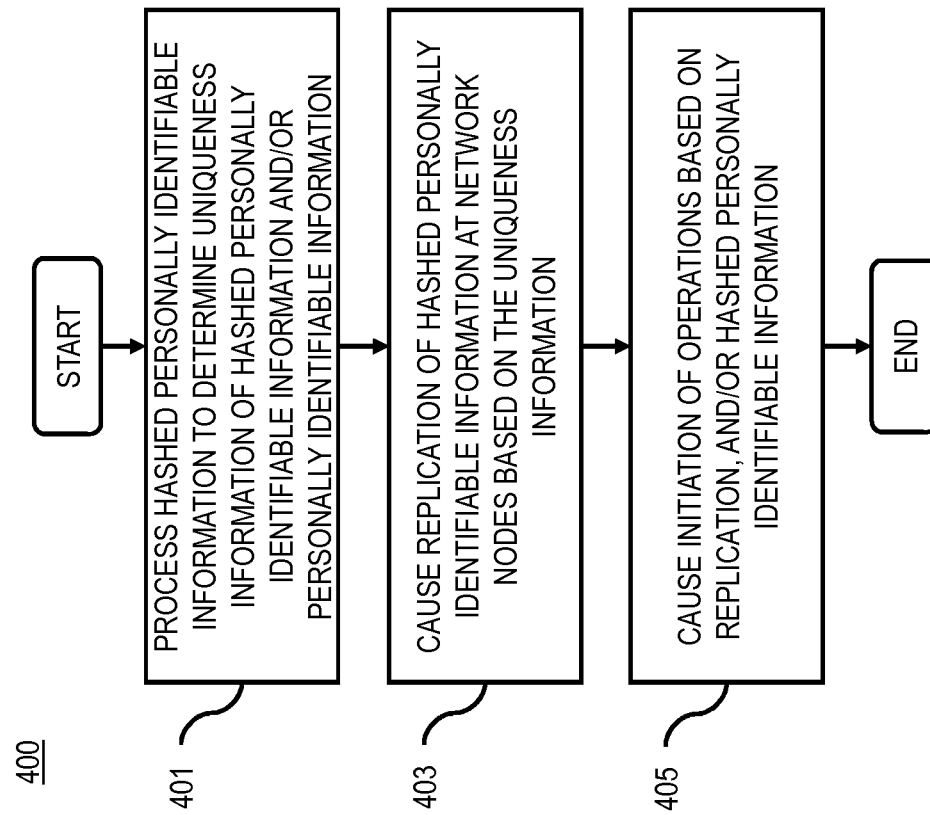 400
START
401
PROCESS HASHED PERSONALLY IDENTIFIABLE
INFORMATION TO DETERMINE UNIQUENESS
INFORMATION OF HASHED PERSONALLY
IDENTIFIABLE INFORMATION AND/OR
PERSONALLY IDENTIFIABLE INFORMATION
403
CAUSE REPLICATION OF HASHED PERSONALLY
IDENTIFIABLE INFORMATION AT NETWORK
NODES BASED ON THE UNIQUENESS
INFORMATION
405
CAUSE INITIATION OF OPERATIONS BASED ON
REPLICATION, AND/OR HASHED PERSONALLY
IDENTIFIABLE INFORMATION
END